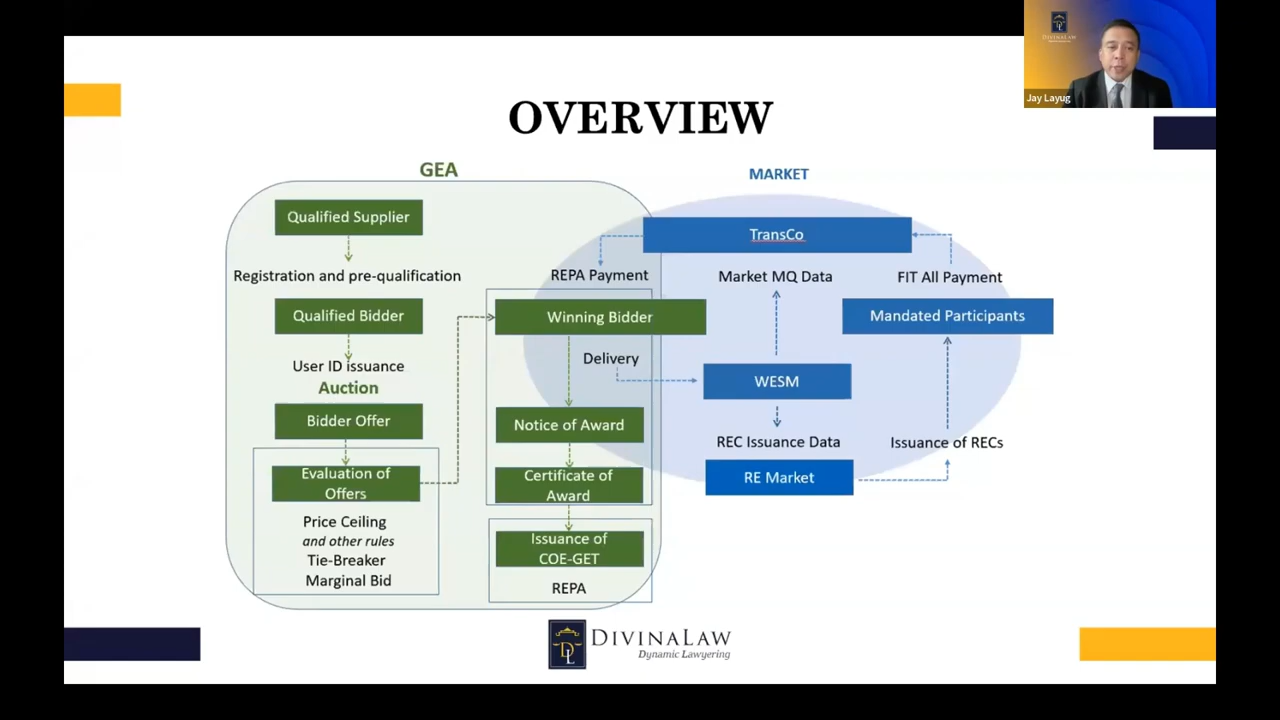 DIVINALAW
Jay Layug
OVERVIEW
GEA
Qualified Supplier
Registration and pre-qualification
Qualified Bidder
User ID issuance
Auction
Bidder Offer
Evaluation of
Offers
Price Ceiling
and other rules
Tie-Breaker
Marginal Bid
REPA Payment
Winning Bidder
Delivery
Notice of Award
Certificate of
Award
Issuance of
COE-GET
REPA
MARKET
TransCo
Market MQ Data
FIT All Payment
Mandated Participants
WESM
REC Issuance Data
Issuance of RECs
RE Market
DL
DIVINALAW
Dynamic Lawyering